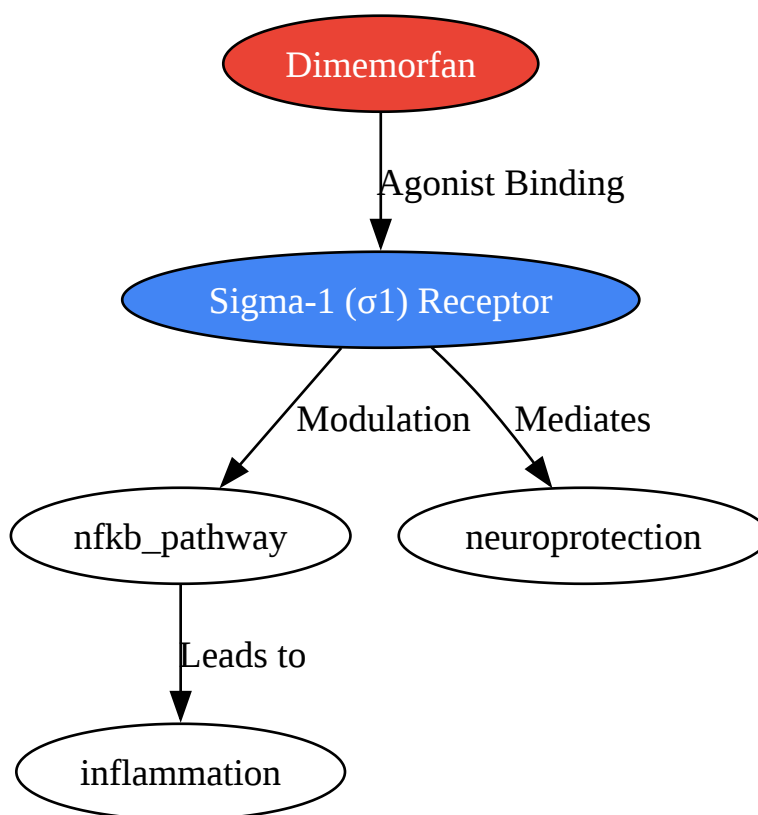 Dimemorfan
Agonist Binding
Sigma-1 (σ1) Receptor
Modulation
Mediates
nfkb_pathway
neuroprotection
Leads to
inflammation